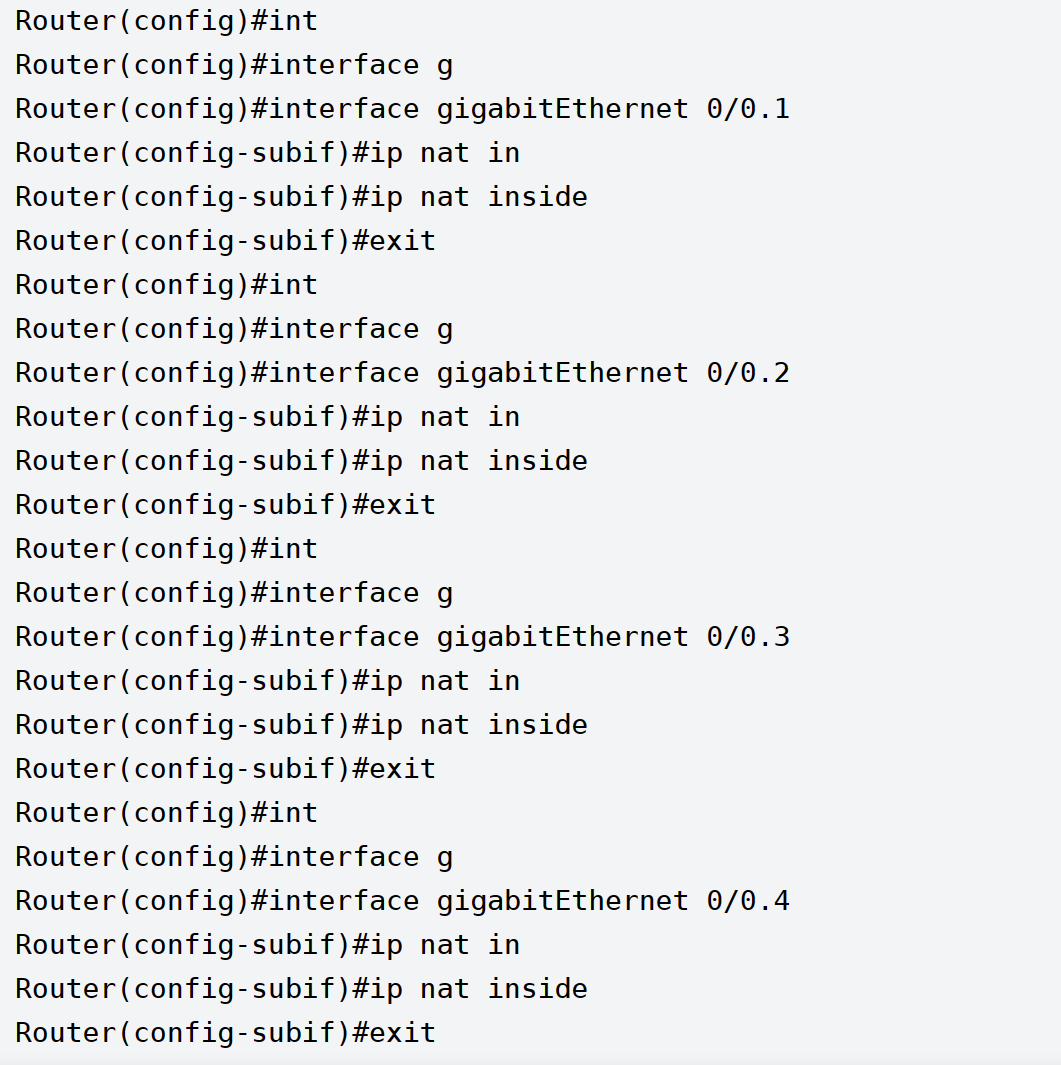 Router(config)#int
Router(config)#interface g
Router(config)#interface gigabitEthernet 0/0.1
Router(config-subif)#ip nat in
Router(config-subif)#ip nat inside
Router(config-subif)#exit
Router(config)#int
Router(config)#interface g
Router(config)#interface gigabitEthernet 0/0.2
Router(config-subif)#ip nat in
Router(config-subif)#ip nat inside
Router(config-subif)#exit
Router(config)#int
Router(config)#interface g
Router(config)#interface gigabitEthernet 0/0.3
Router(config-subif)#ip nat in
Router(config-subif)#ip nat inside
Router(config-subif)#exit
Router(config)#int
Router(config)#interface g
Router(config)#interface gigabitEthernet 0/0.4
Router(config-subif)#ip nat in
Router(config-subif)#ip nat inside
Router(config-subif)#exit